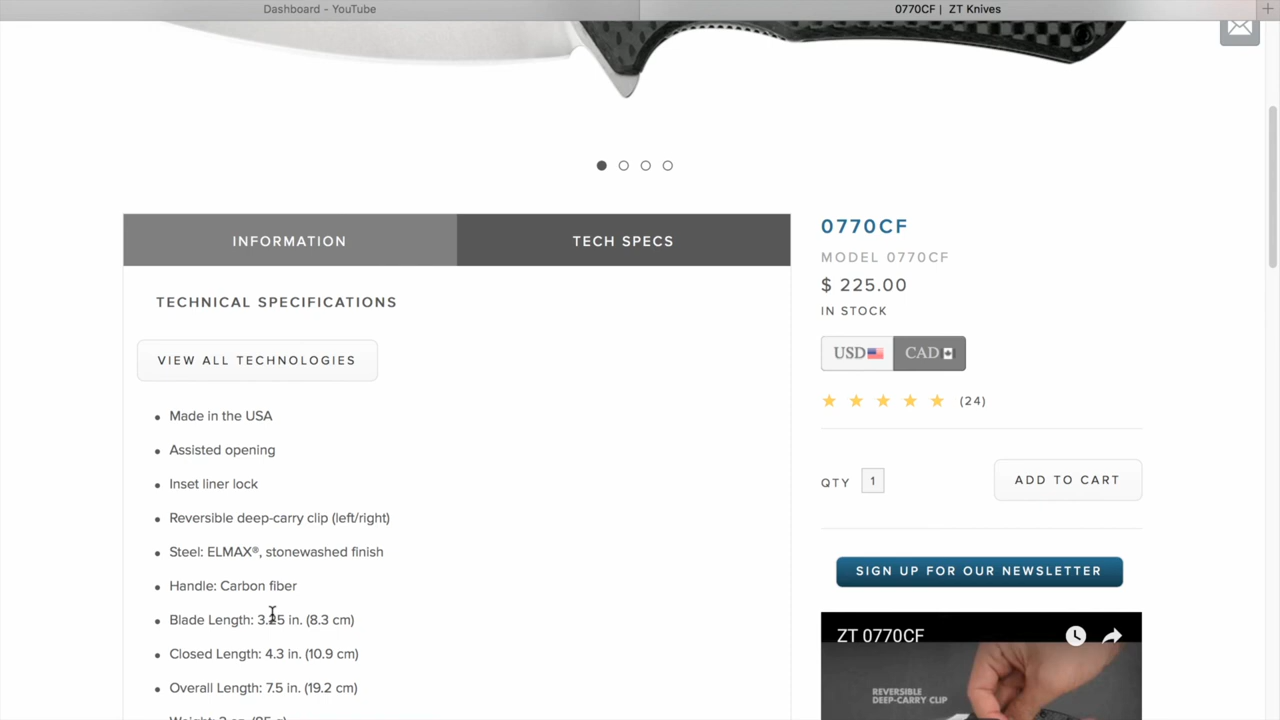 Dashboard - YouTube
0770CF | ZT Knives
INFORMATION
TECH SPECS
TECHNICAL SPECIFICATIONS
VIEW ALL TECHNOLOGIES
Made in the USA
Assisted opening
Inset liner lock
Reversible deep-carry clip (left/right)
Steel: ELMAX®, stonewashed finish
Handle: Carbon fiber
Blade Length: 3.25 in. (8.3 cm)
Closed Length: 4.3 in. (10.9 cm)
Overall Length: 7.5 in. (19.2 cm)
0770CF
MODEL 0770CF
$ 225.00
IN STOCK
USD CAD
(24)
QTY 1 ADD TO CART
SIGN UP FOR OUR NEWSLETTER
ZT 0770CF
REVERSIBLE
DEEP-CARRY CLIP